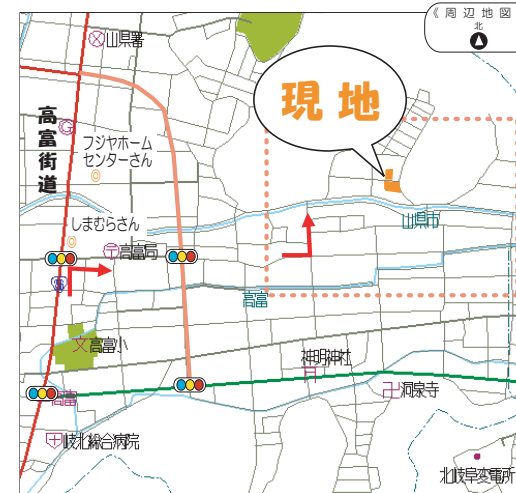 《周辺地図
北
山県署
現地
高富街道
G
フジヤホーム
センターさん
山県市
しまむらさん
高富局
高富
高富小
神明神社
高富
洞泉寺
岐北総合病院
北岐阜変電所